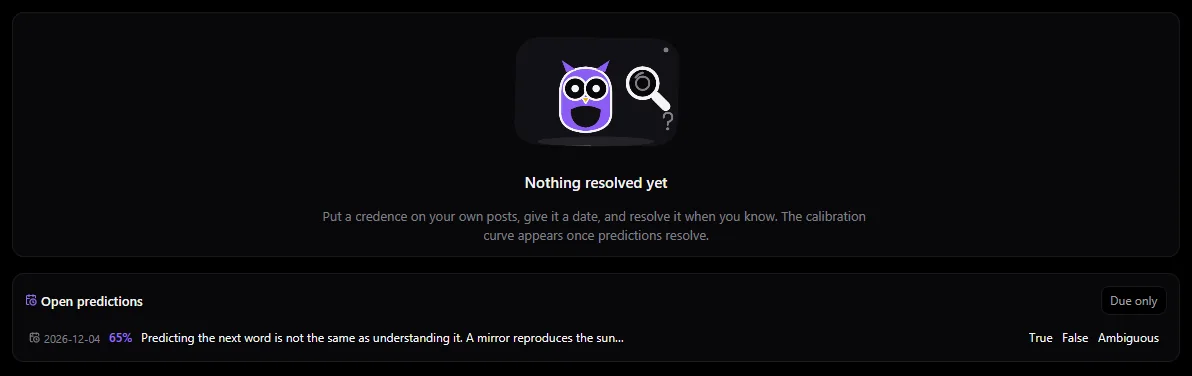 ?
Nothing resolved yet
Put a credence on your own posts, give it a date, and resolve it when you know. The calibration
curve appears once predictions resolve.
Open predictions
Due only
2026-12-04 65% Predicting the next word is not the same as understanding it. A mirror reproduces the sun... True False Ambiguous